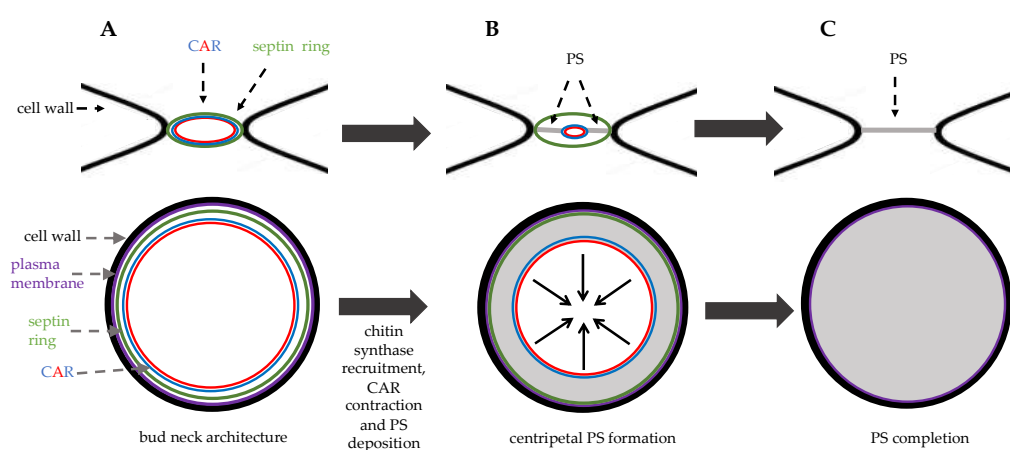 A
B
C
CAR
septin ring
PS
PS
cell wall
cell wall
plasma
membrane
septin
ring
CAR
chitin
synthase
recruitment,
CAR
contraction
and PS
deposition
bud neck architecture
centripetal PS formation
PS completion